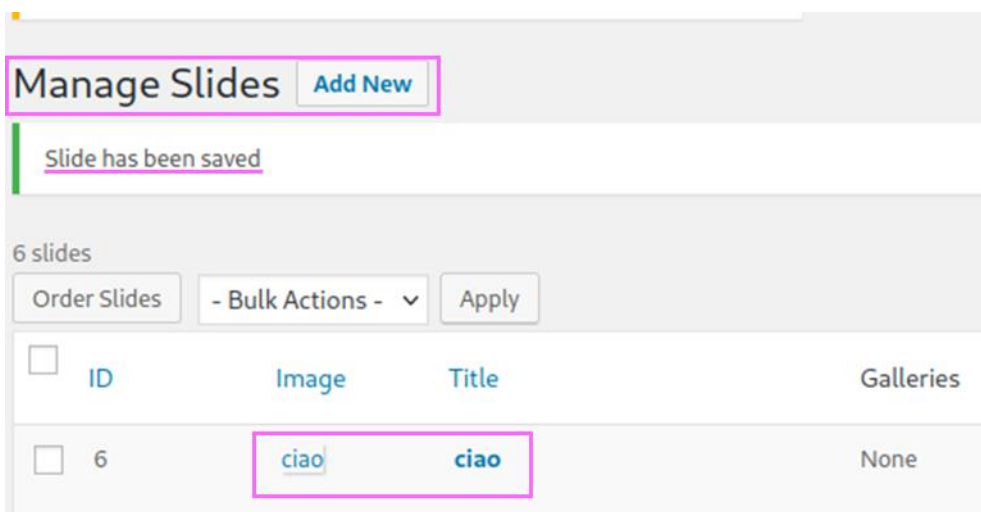 Manage Slides Add New
Slide has been saved
6 slides
Order Slides - Bulk Actions - Apply
ID Image Title Galleries
6 ciao ciao None